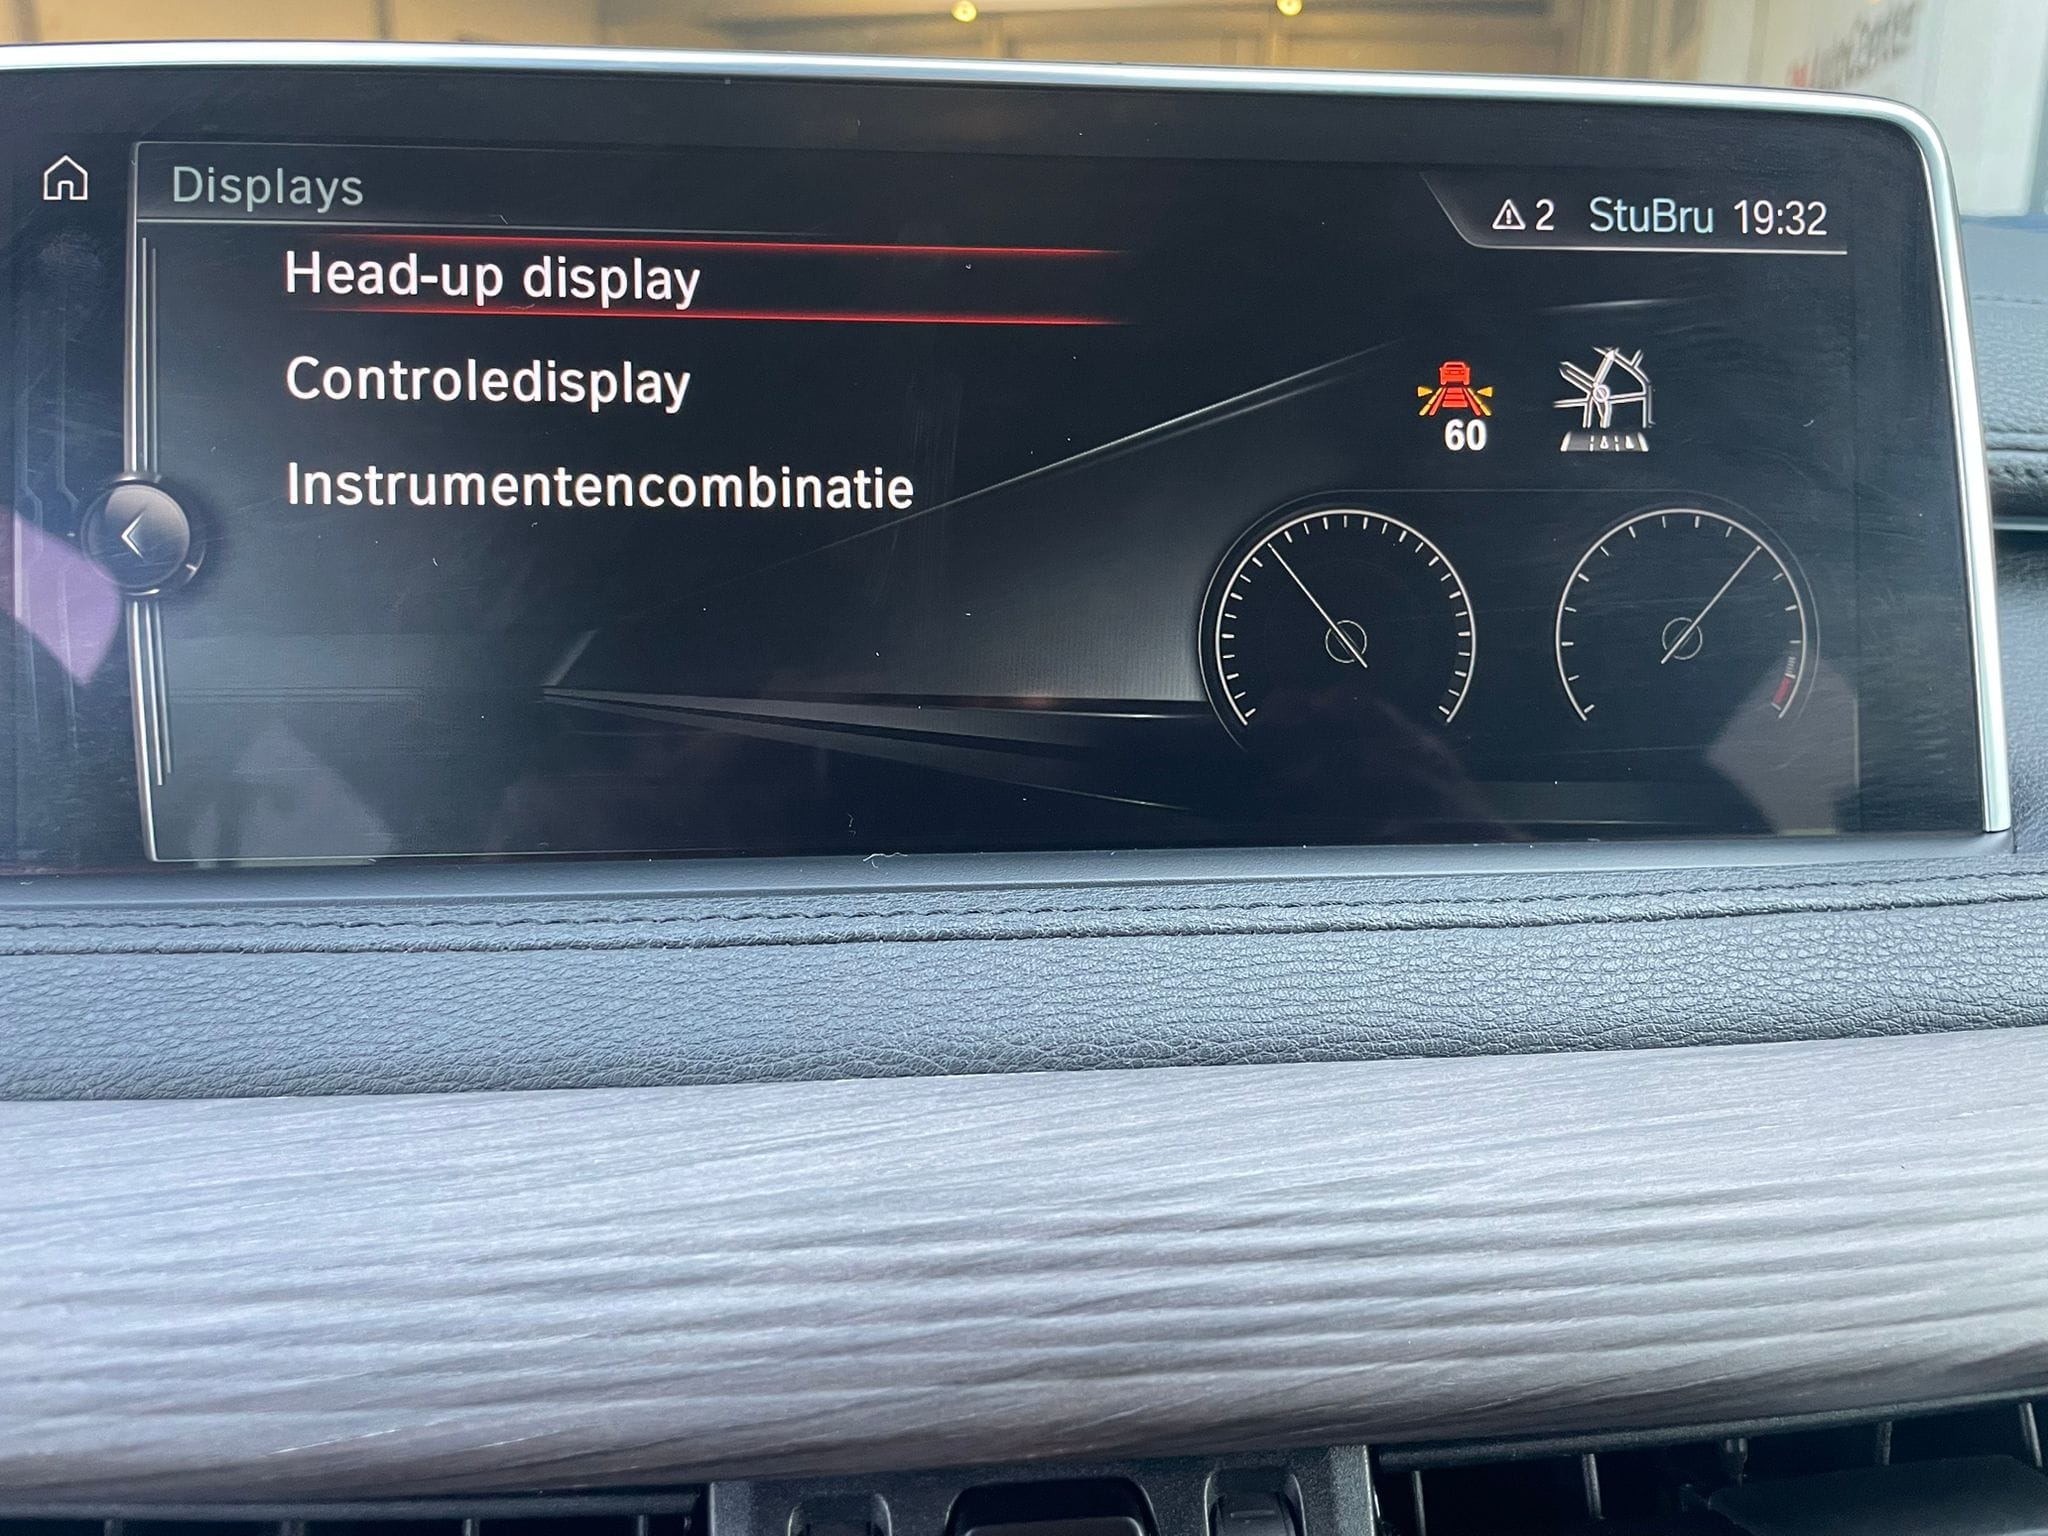 Displays
2 StuBru 19:32
Head-up display
Controledisplay
60
Instrumentencombinatie